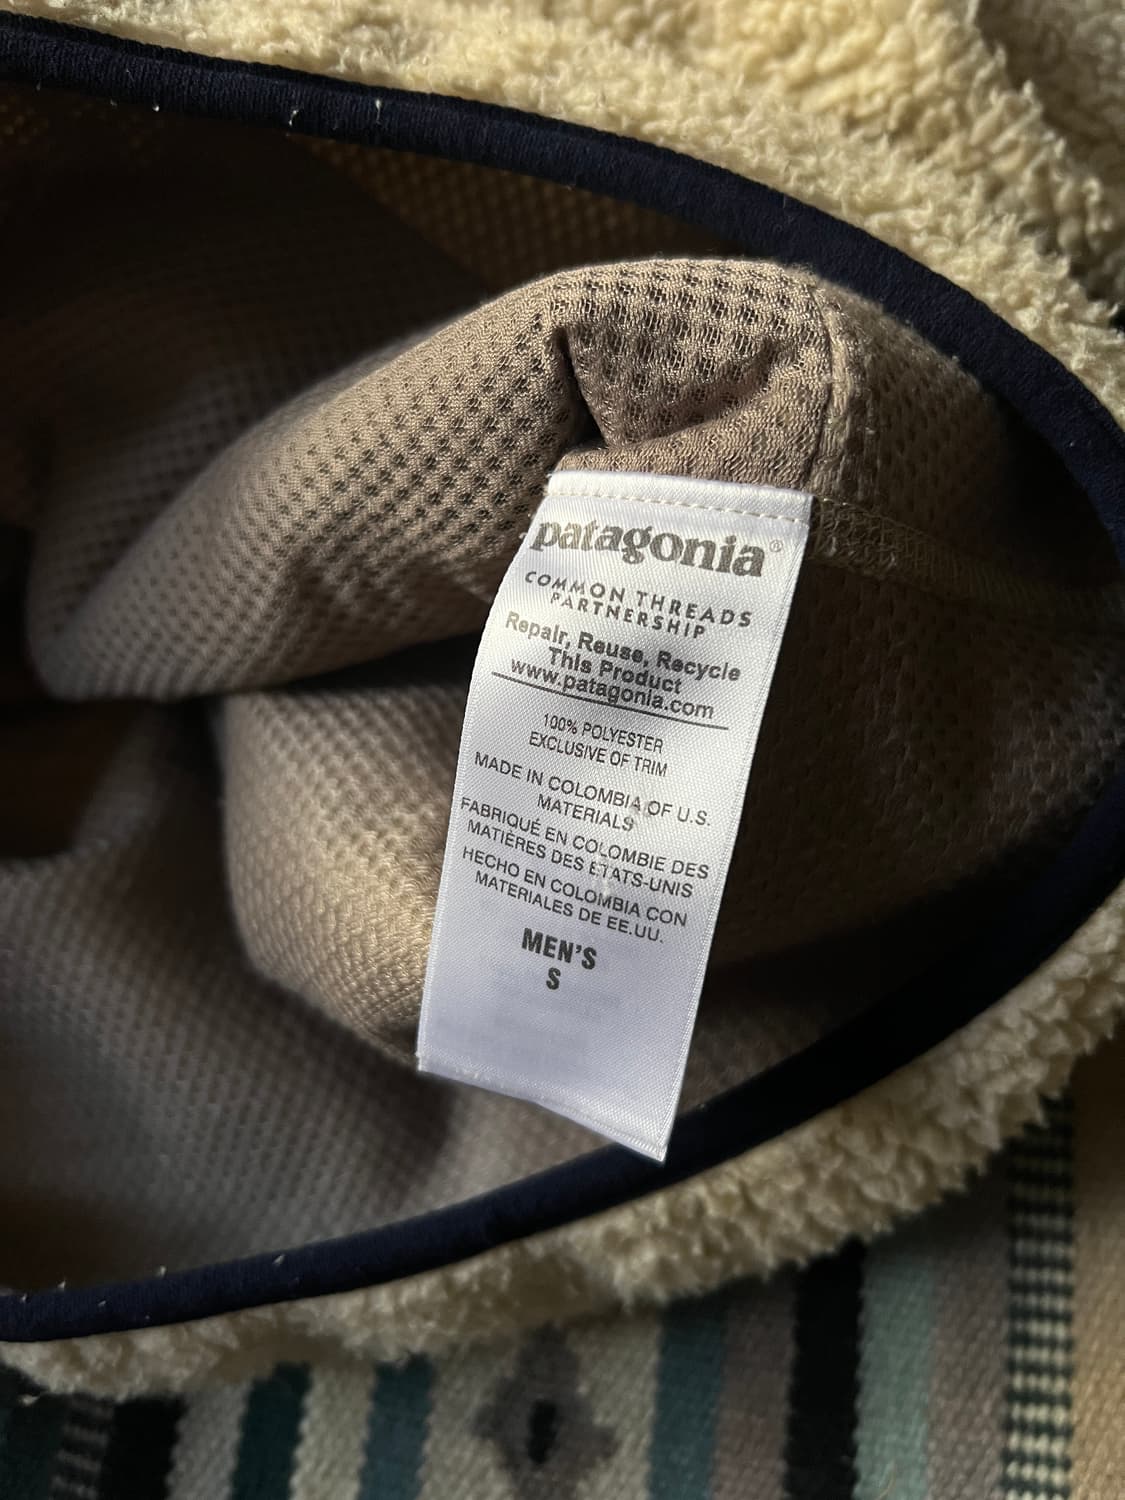 patagonia®
COMMON THREADS
PARTNERSHIP
Repair, Reuse, Recycle
This Product
www.patagonia.com
100% POLYESTER
EXCLUSIVE OF TRIM
MADE IN COLOMBIA OF U.S.
MATERIALS
FABRIQUÉ EN COLOMBIE DES
MATIÈRES DES ÉTATS-UNIS
HECHO EN COLOMBIA CON
MATERIALES DE EE.UU.
MEN'S
S